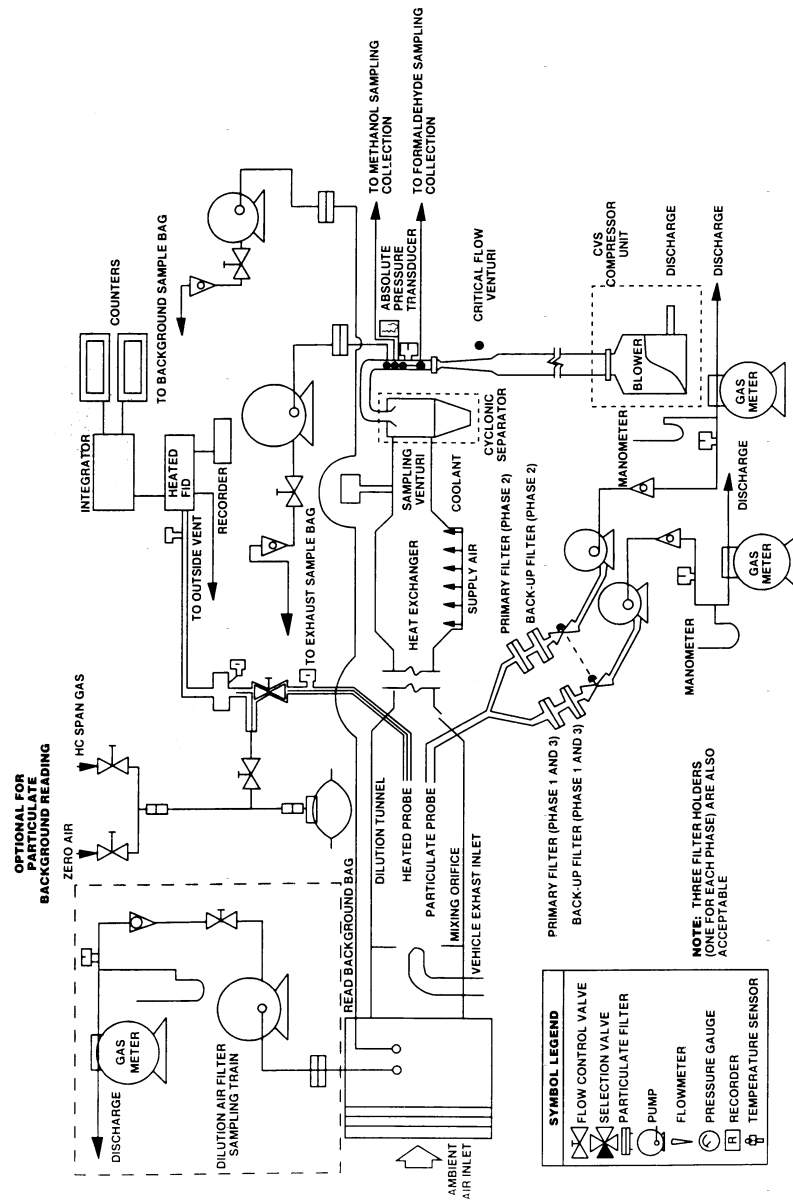 OPTIONAL FOR
PARTICULATE
BACKGROUND READING
ZERO AIR
HC SPAN GAS
DISCHARGE
GAS
METER
DILUTION AIR FILTER
SAMPLING TRAIN
INTEGRATOR
COUNTERS
HEATED
FID
RECORDER
TO OUTSIDE VENT
TO BACKGROUND SAMPLE BAG
TO EXHAUST SAMPLE BAG
READ BACKGROUND BAG
AMBIENT
AIR INLET
DILUTION TUNNEL
HEATED PROBE
PARTICULATE PROBE
MIXING ORIFICE
VEHICLE EXHAST INLET
HEAT EXCHANGER
SUPPLY AIR
COOLANT
SAMPLING
VENTURI
CYCLONIC
SEPARATOR
TO METHANOL SAMPLING
COLLECTION
ABSOLUTE
PRESSURE
TRANSDUCER
TO FORMALDEHYDE SAMPLING
COLLECTION
CRITICAL FLOW
VENTURI
CVS
COMPRESSOR
UNIT
BLOWER
DISCHARGE
PRIMARY FILTER (PHASE 2)
BACK-UP FILTER (PHASE 2)
PRIMARY FILTER (PHASE 1 AND 3)
BACK-UP FILTER (PHASE 1 AND 3)
MANOMETER
GAS
METER
DISCHARGE
MANOMETER
GAS
METER
DISCHARGE
NOTE: THREE FILTER HOLDERS
(ONE FOR EACH PHASE) ARE ALSO
ACCEPTABLE
SYMBOL LEGEND
FLOW CONTROL VALVE
SELECTION VALVE
PARTICULATE FILTER
PUMP
FLOWMETER
PRESSURE GAUGE
R RECORDER
TEMPERATURE SENSOR